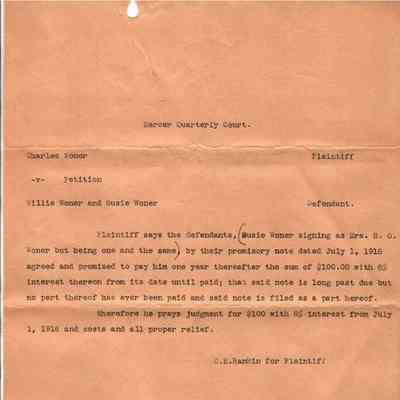 Mercer Quarterly Court.
Charles Woner Plaintiff
-v- Petition
Willie Woner and Susie Woner Defendant.
Plaintiff says the defendants, (Susie Woner signing as Mrs. S. O.
Woner but being one and the same) by their promisory note dated July 1, 1916
agreed and promised to pay him one year thereafter the sum of $100.00 with 6%
interest thereon from its date until paid; that said note is long past due but
no part thereof has ever been paid and said note is filed as a part hereof.
Therefore he prays judgment for $100 with 6% interest from July
1, 1916 and costs and all proper relief.
C.E.Rankin for Plaintiff